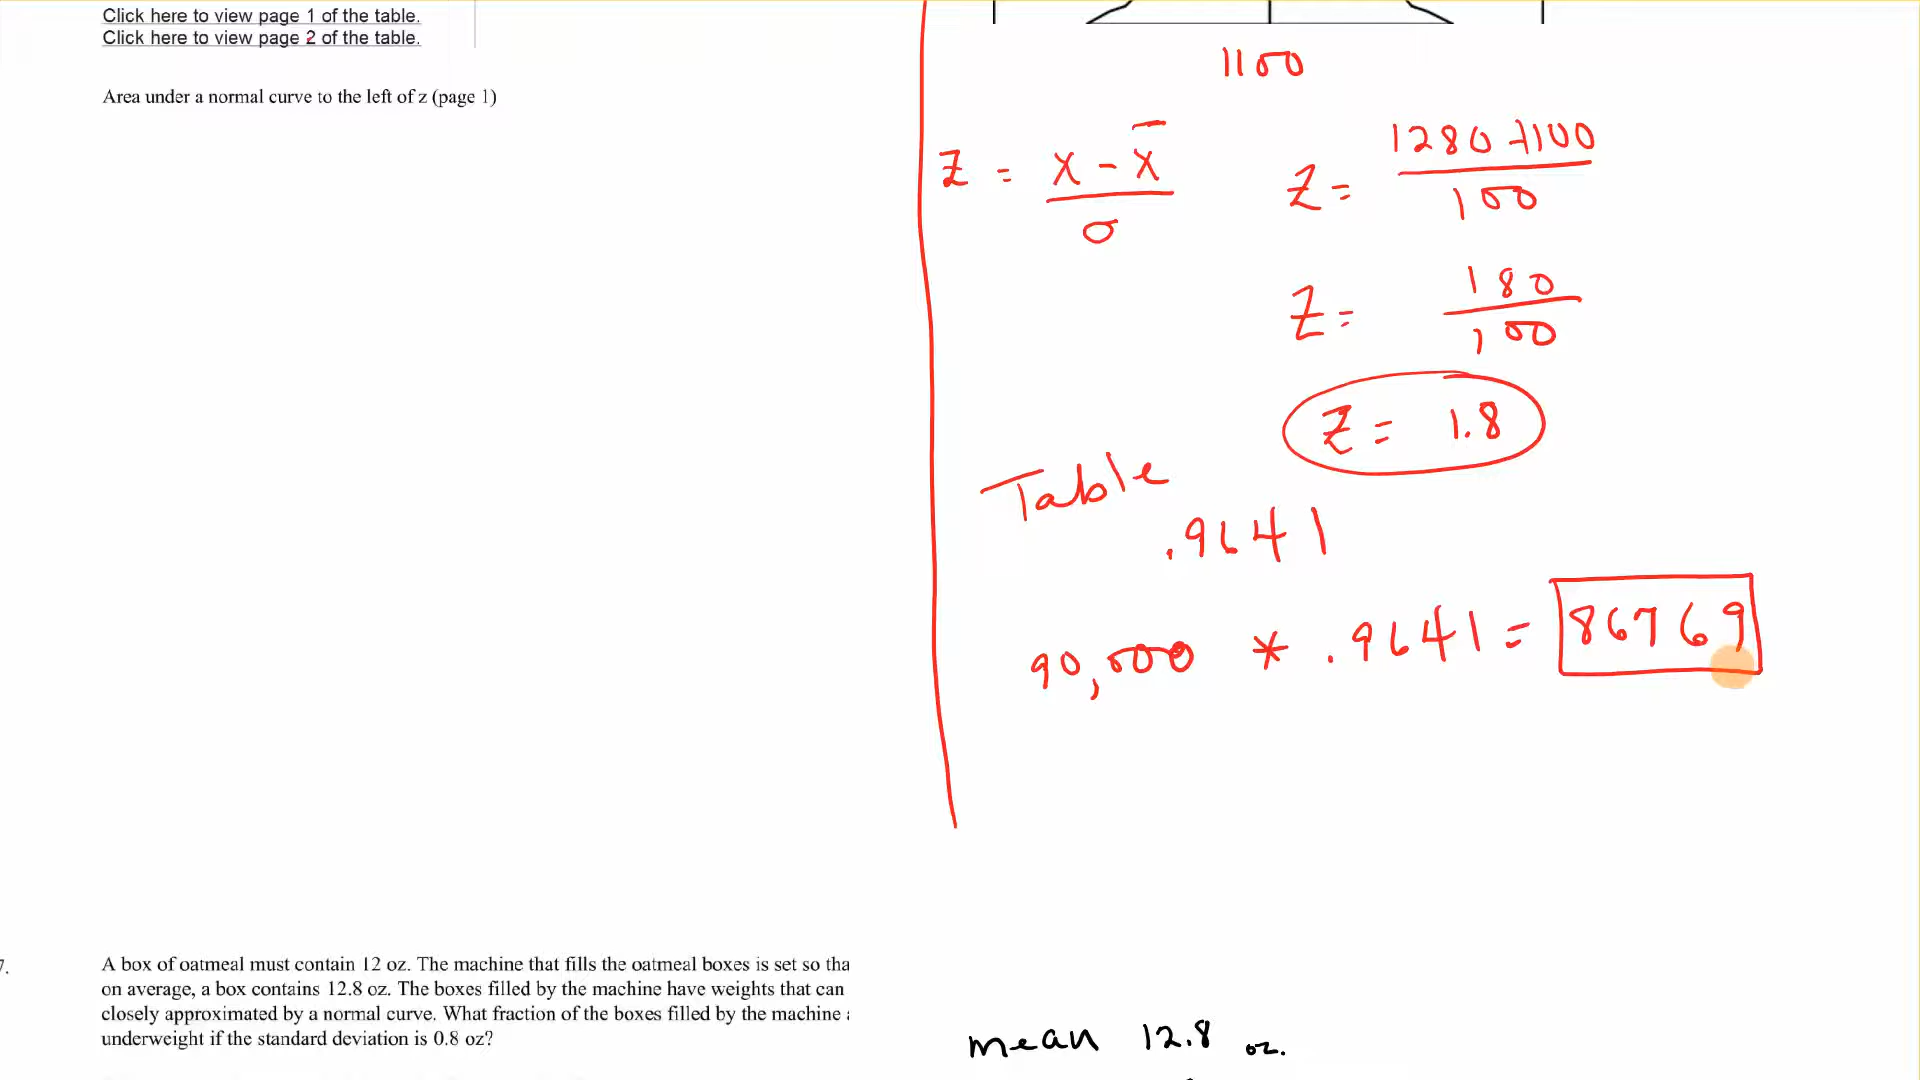 Click here to view page 1 of the table.
Click here to view page 2 of the table.
Area under a normal curve to the left of z (page 1)
1100
z = x - x̄ / σ
z = 1280 - 1100 / 100
z = 180 / 100
z = 1.8
Table
.9641
90,000 * .9641 = 86769
7.
A box of oatmeal must contain 12 oz. The machine that fills the oatmeal boxes is set so tha
on average, a box contains 12.8 oz. The boxes filled by the machine have weights that can
closely approximated by a normal curve. What fraction of the boxes filled by the machine
underweight if the standard deviation is 0.8 oz?
mean 12.8 oz.